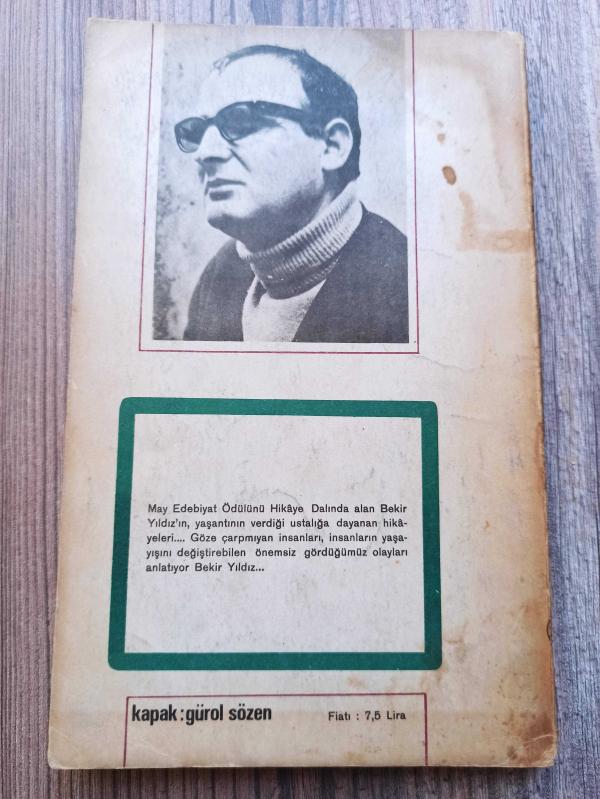 May Edebiyat Ödülünü Hikâye Dalında alan Bekir
Yıldız'ın, yaşantının verdiği ustalığa dayanan hikâ-
yeleri.... Göze çarpmıyan insanları, insanların yaşa-
yışını değiştirebilen önemsiz gördüğümüz olayları
anlatıyor Bekir Yıldız...
kapak:gürol sözen
Fiatı : 7,5 Lira